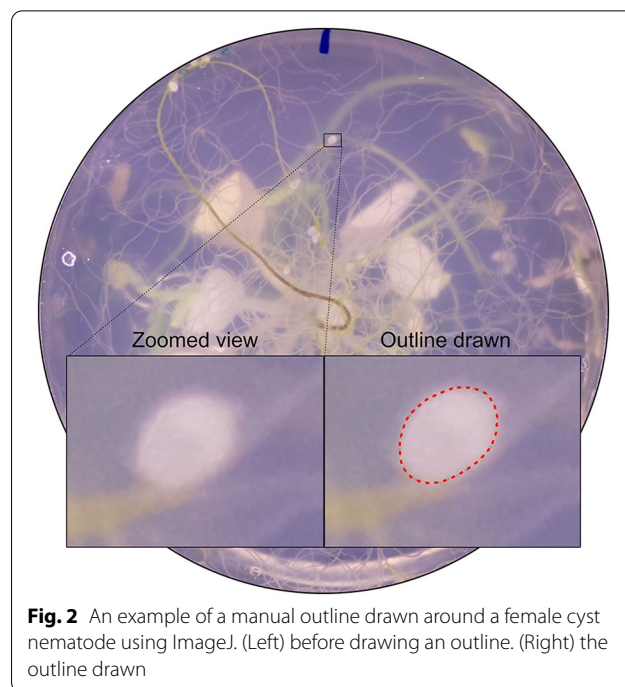 Zoomed view
Outline drawn
Fig. 2 An example of a manual outline drawn around a female cyst
nematode using ImageJ. (Left) before drawing an outline. (Right) the
outline drawn